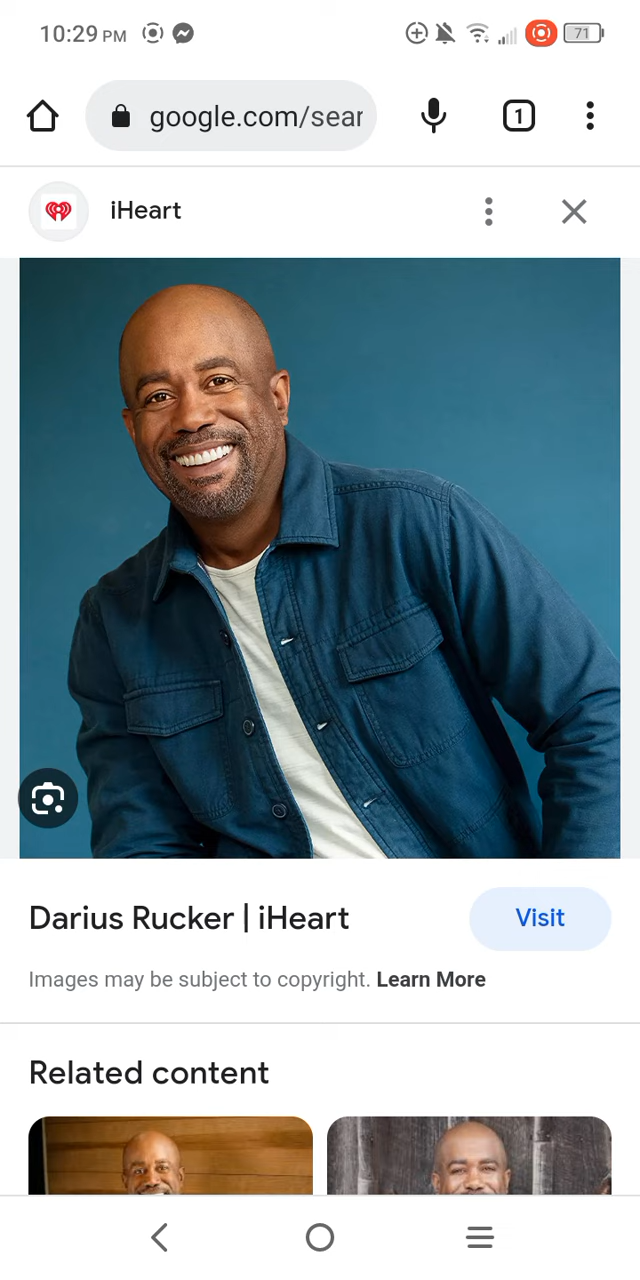 10:29 PM 71
google.com/sear 1
iHeart
Darius Rucker | iHeart
Visit
Images may be subject to copyright. Learn More
Related content